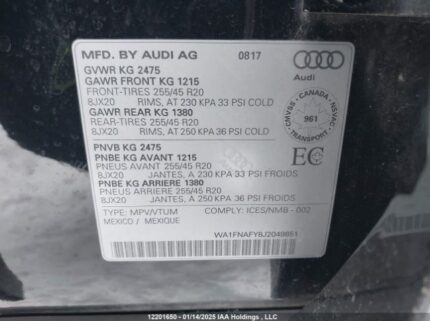 MFD. BY AUDI AG 0817
GVWR KG 2475
GAWR FRONT KG 1215
FRONT-TIRES 255/45 R20
8JX20 RIMS, AT 230 KPA 33 PSI COLD
GAWR REAR KG 1380
REAR-TIRES 255/45 R20
8JX20 RIMS, AT 250 KPA 36 PSI COLD
Audi
CMVSS - CANADA - NSVAC
961
TRANSPORT
EC
PNVB KG 2475
PNBE KG AVANT 1215
PNEUS AVANT 255/45 R20
8JX20 JANTES, A 230 KPA 33 PSI FROIDS
PNBE KG ARRIERE 1380
PNEUS ARRIERE 255/45 R20
8JX20 JANTES, A 250 KPA 36 PSI FROIDS
TYPE: MPV/VTUM COMPLY: ICES/NMB - 002
MEXICO / MEXIQUE
WA1FNAFY8J2049651
12201650 - 01/14/2025 IAA Holdings , LLC